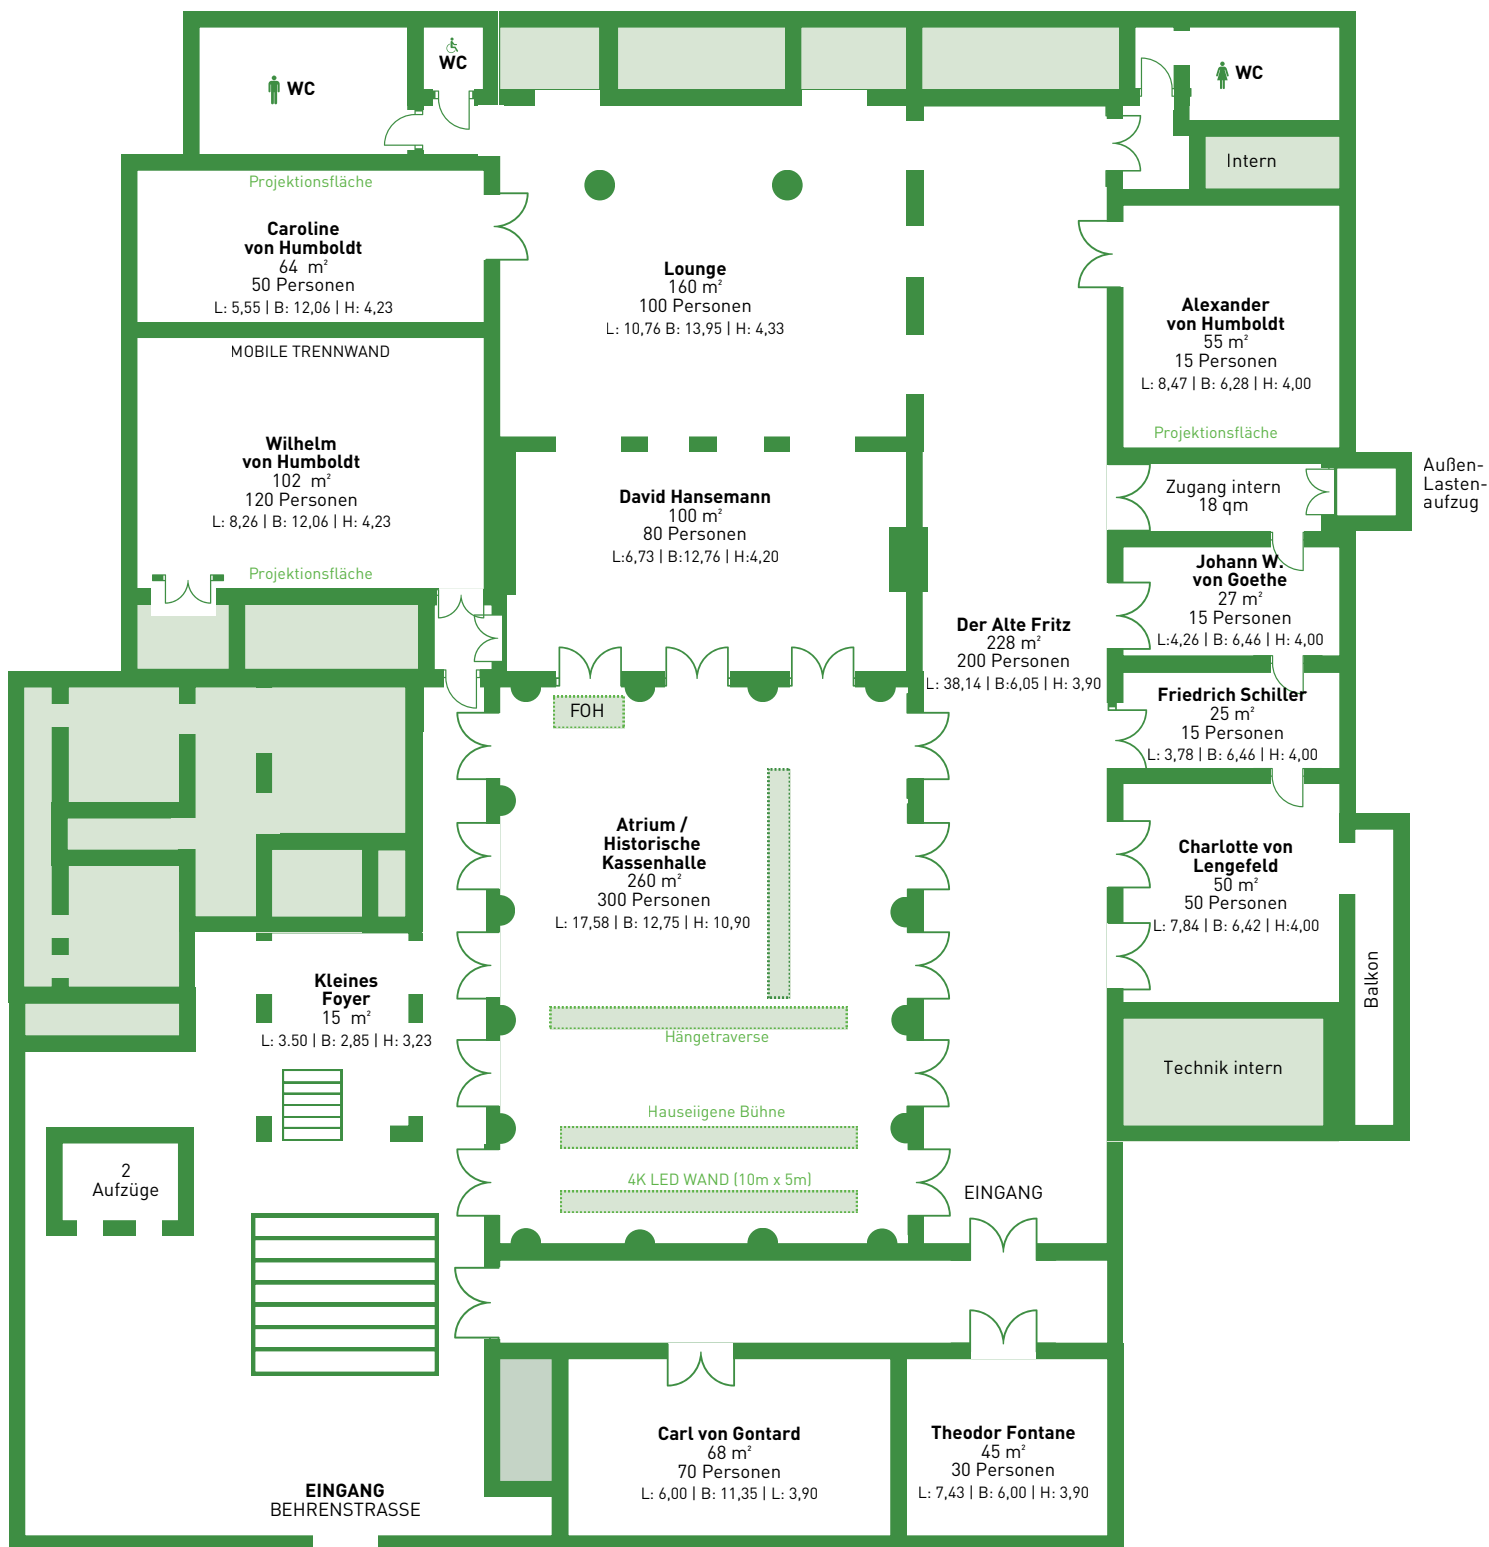 WC
WC
WC
Intern
Projektionsfläche
Caroline
von Humboldt
64 m²
50 Personen
L: 5,55 | B: 12,06 | H: 4,23
Lounge
160 m²
100 Personen
L: 10,76 B: 13,95 | H: 4,33
Alexander
von Humboldt
55 m²
15 Personen
L: 8,47 | B: 6,28 | H: 4,00
Projektionsfläche
MOBILE TRENNWAND
Wilhelm
von Humboldt
102 m²
120 Personen
L: 8,26 | B: 12,06 | H: 4,23
Projektionsfläche
David Hansemann
100 m²
80 Personen
L:6,73 | B:12,76 | H:4,20
Zugang intern
18 qm
Außen-
Lasten-
aufzug
Johann W.
von Goethe
27 m²
15 Personen
L:4,26 | B: 6,46 | H: 4,00
Der Alte Fritz
228 m²
200 Personen
L: 38,14 | B:6,05 | H: 3,90
Friedrich Schiller
25 m²
15 Personen
L: 3,78 | B: 6,46 | H: 4,00
FOH
Atrium /
Historische
Kassenhalle
260 m²
300 Personen
L: 17,58 | B: 12,75 | H: 10,90
Charlotte von
Lengefeld
50 m²
50 Personen
L: 7,84 | B: 6,42 | H:4,00
Balkon
Kleines
Foyer
15 m²
L: 3.50 | B: 2,85 | H: 3,23
Hängetraverse
Technik intern
Hauseiigene Bühne
4K LED WAND (10m x 5m)
2
Aufzüge
EINGANG
Carl von Gontard
68 m²
70 Personen
L: 6,00 | B: 11,35 | L: 3,90
Theodor Fontane
45 m²
30 Personen
L: 7,43 | B: 6,00 | H: 3,90
EINGANG
BEHRENSTRASSE